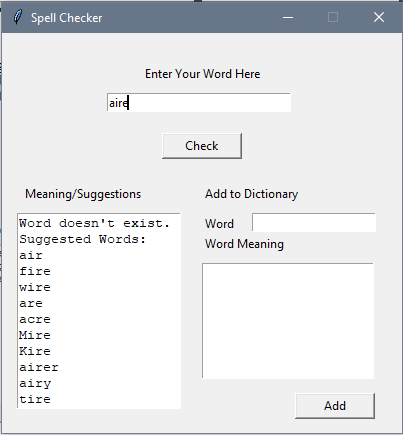 Spell Checker
Enter Your Word Here
aire
Check
Meaning/Suggestions
Word doesn't exist.
Suggested Words:
air
fire
wire
are
acre
Mire
Kire
airer
airy
tire
Add to Dictionary
Word
Word Meaning
Add